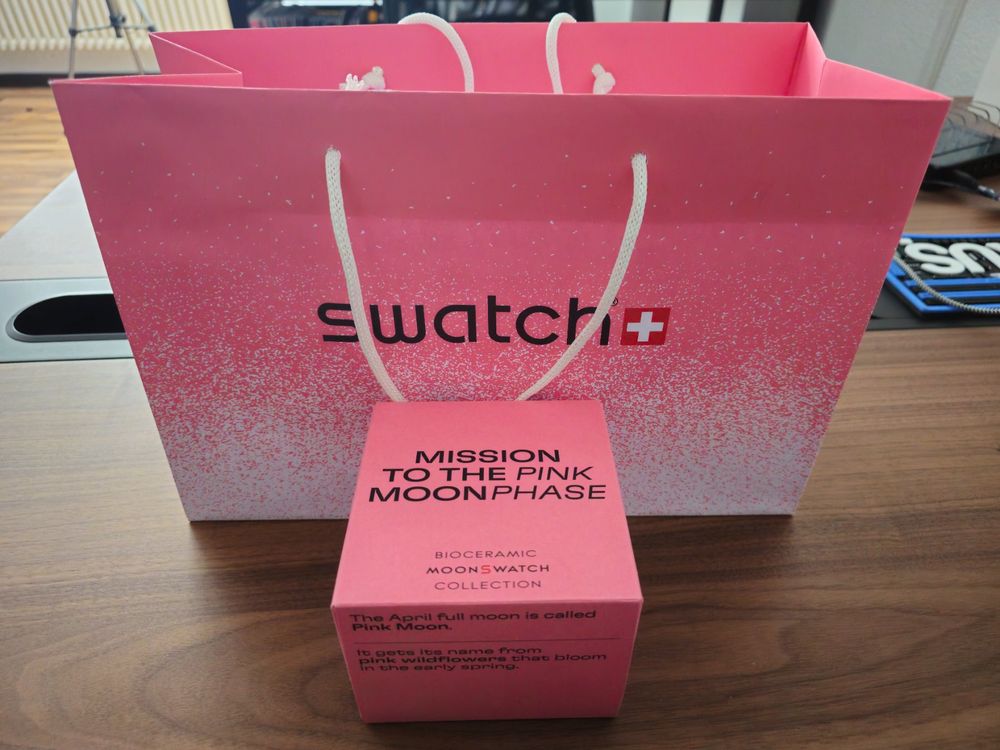 swatch
MISSION
TO THE PINK
MOONPHASE
BIOCERAMIC
MOONSWATCH
COLLECTION
The April full moon is called
Pink Moon.
It gets its name from
pink wildflowers that bloom
in the early spring.